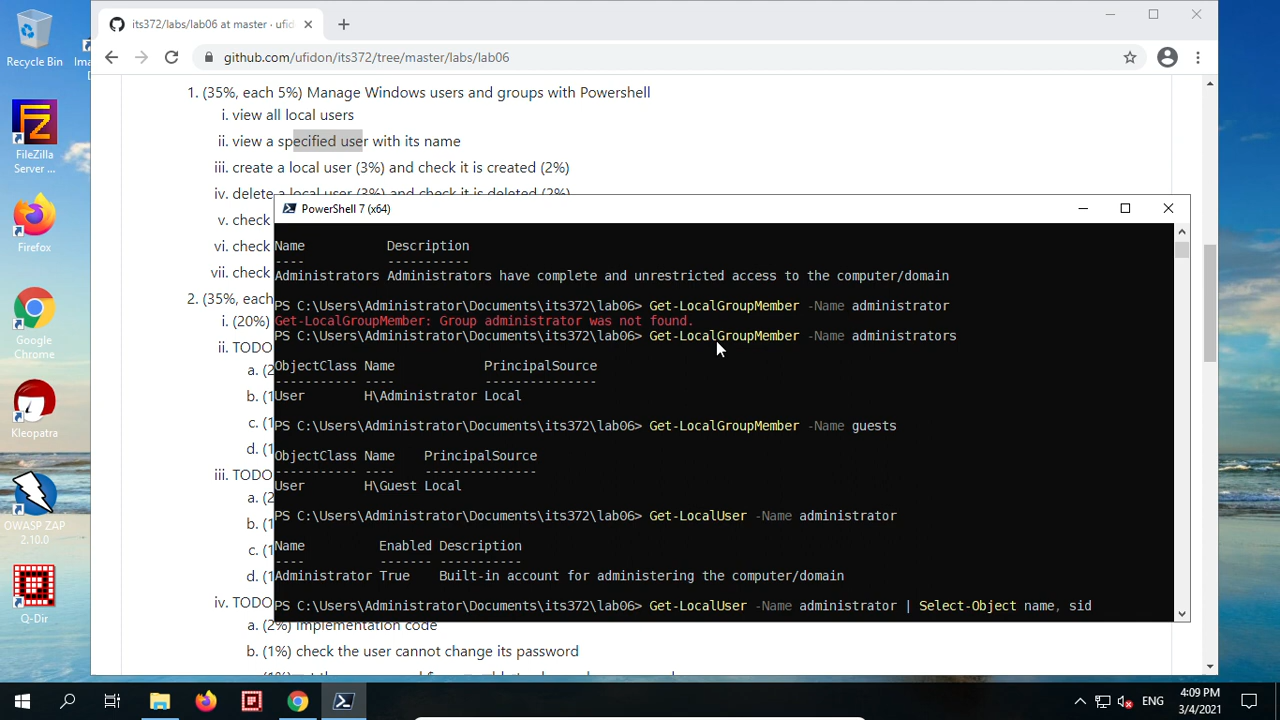 Recycle Bin
Ima
FileZilla
Server ...
Firefox
Google
Chrome
Kleopatra
OWASP ZAP
2.10.0
Q-Dir
its372/labs/lab06 at master · ufid
github.com/ufidon/its372/tree/master/labs/lab06
1. (35%, each 5%) Manage Windows users and groups with Powershell
i. view all local users
ii. view a specified user with its name
iii. create a local user (3%) and check it is created (2%)
iv. delete a local user (3%) and check it is deleted (2%)
v. check
vi. check
vii. check
2. (35%, each
i. (20%)
ii. TODO
a. (2
b. (1
c. (1
d. (1
iii. TODO
a. (2
b. (1
c. (1
d. (1
iv. TODO
a. (2%) implementation code
b. (1%) check the user cannot change its password
PowerShell 7 (x64)
Name Description
---- -----------
Administrators Administrators have complete and unrestricted access to the computer/domain
PS C:\Users\Administrator\Documents\its372\lab06> Get-LocalGroupMember -Name administrator
Get-LocalGroupMember: Group administrator was not found.
PS C:\Users\Administrator\Documents\its372\lab06> Get-LocalGroupMember -Name administrators
ObjectClass Name PrincipalSource
----------- ---- ---------------
User H\Administrator Local
PS C:\Users\Administrator\Documents\its372\lab06> Get-LocalGroupMember -Name guests
ObjectClass Name PrincipalSource
----------- ---- ---------------
User H\Guest Local
PS C:\Users\Administrator\Documents\its372\lab06> Get-LocalUser -Name administrator
Name Enabled Description
---- ------- -----------
Administrator True Built-in account for administering the computer/domain
PS C:\Users\Administrator\Documents\its372\lab06> Get-LocalUser -Name administrator | Select-Object name, sid
ENG
4:09 PM
3/4/2021